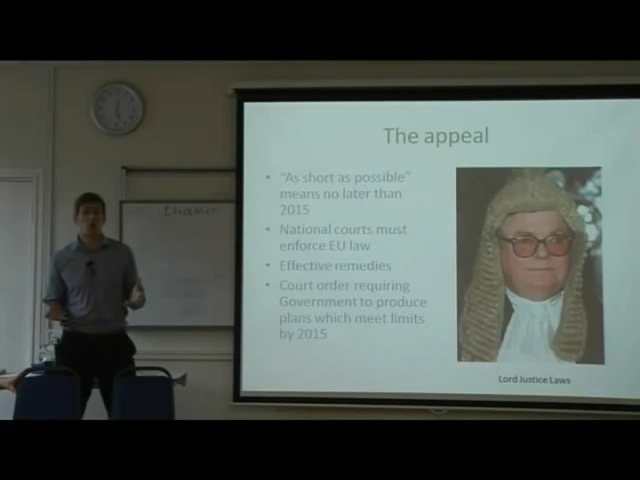 The appeal
• "As short as possible"
means no later than
2015
• National courts must
enforce EU law
• Effective remedies
• Court order requiring
Government to produce
plans which meet limits
by 2015
Lord Justice Laws